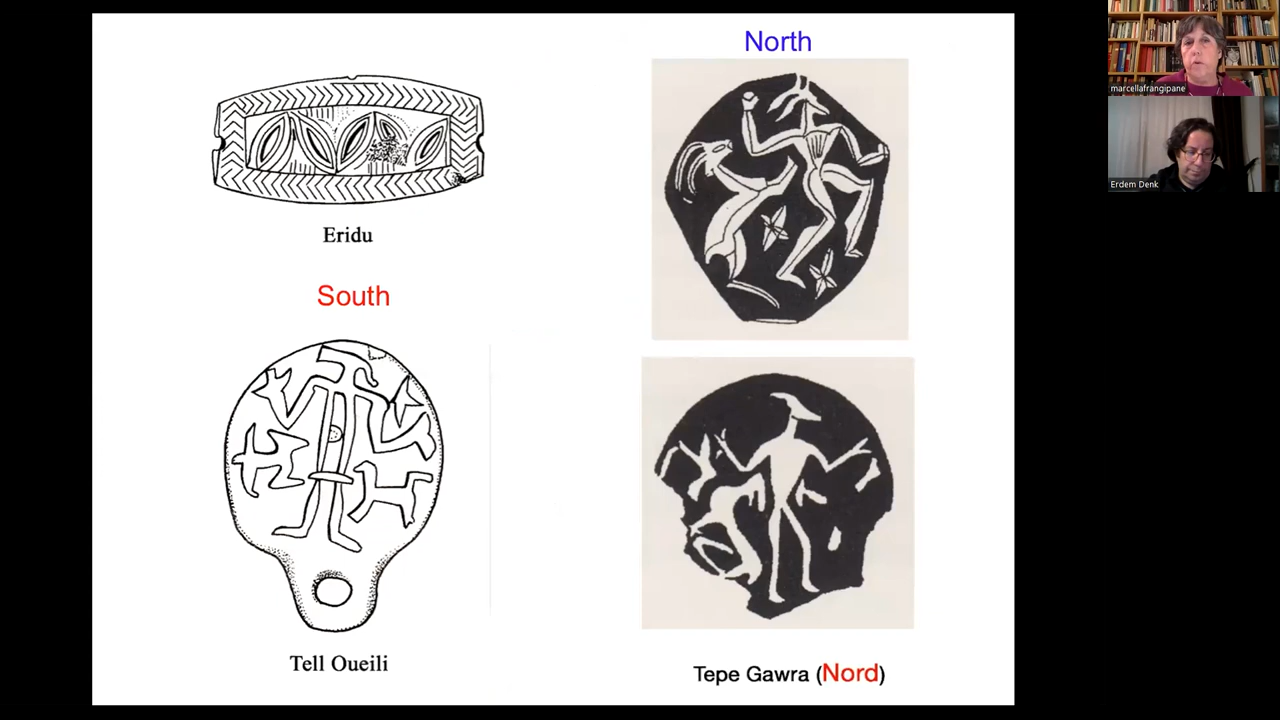 Eridu
South
Tell Oueili
North
Tepe Gawra (Nord)
marcellafrangipane
Erdem Denk